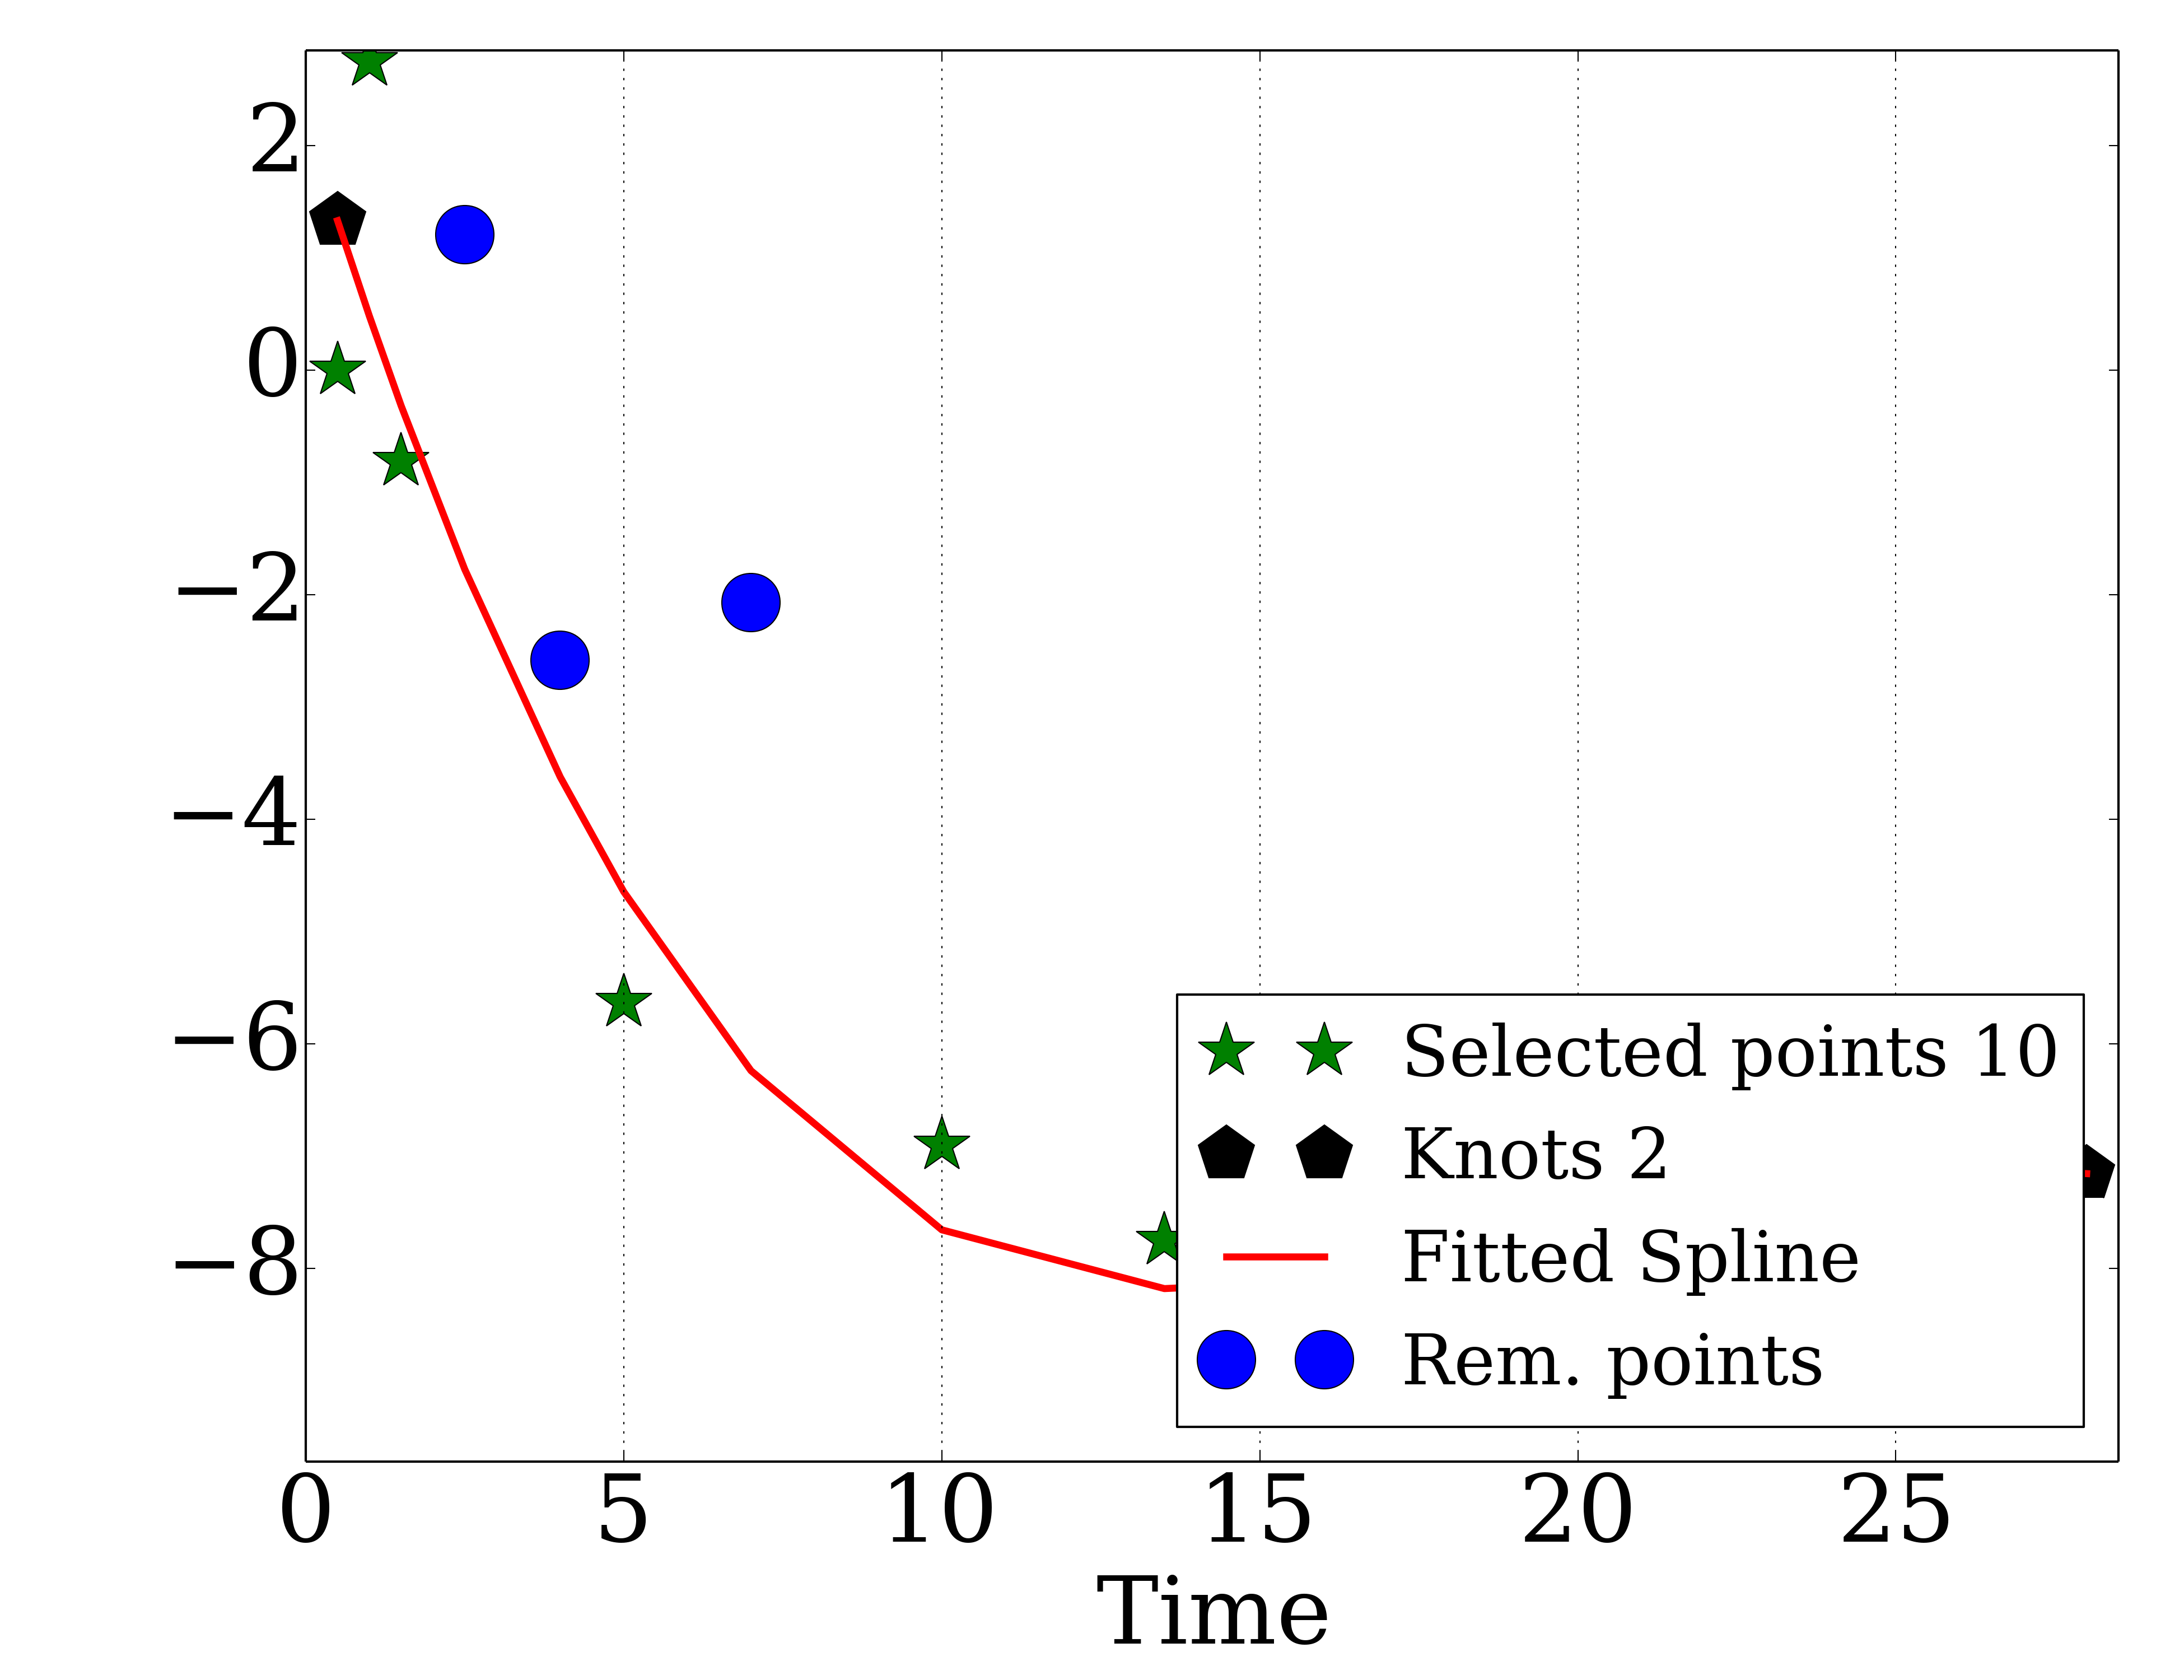 2
0
−2
−4
−6
−8
Selected points 10
Knots 2
Fitted Spline
Rem. points
0 5 10 15 20 25
Time